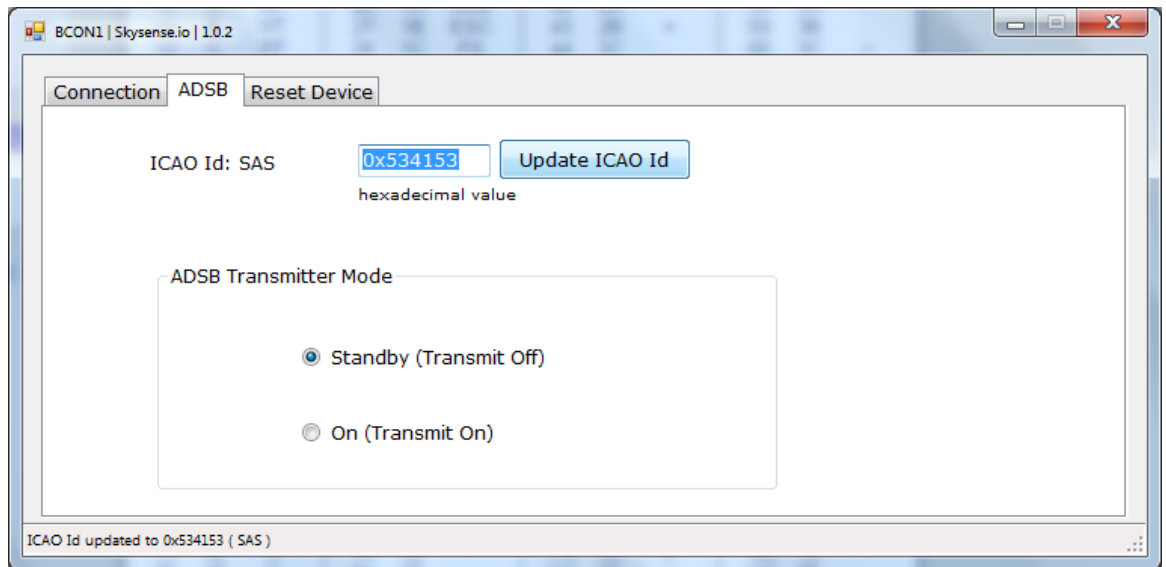 BCON1 | Skysense.io | 1.0.2
Connection ADSB Reset Device
ICAO Id: SAS 0x534153 Update ICAO Id
hexadecimal value
ADSB Transmitter Mode
Standby (Transmit Off)
On (Transmit On)
ICAO Id updated to 0x534153 ( SAS )